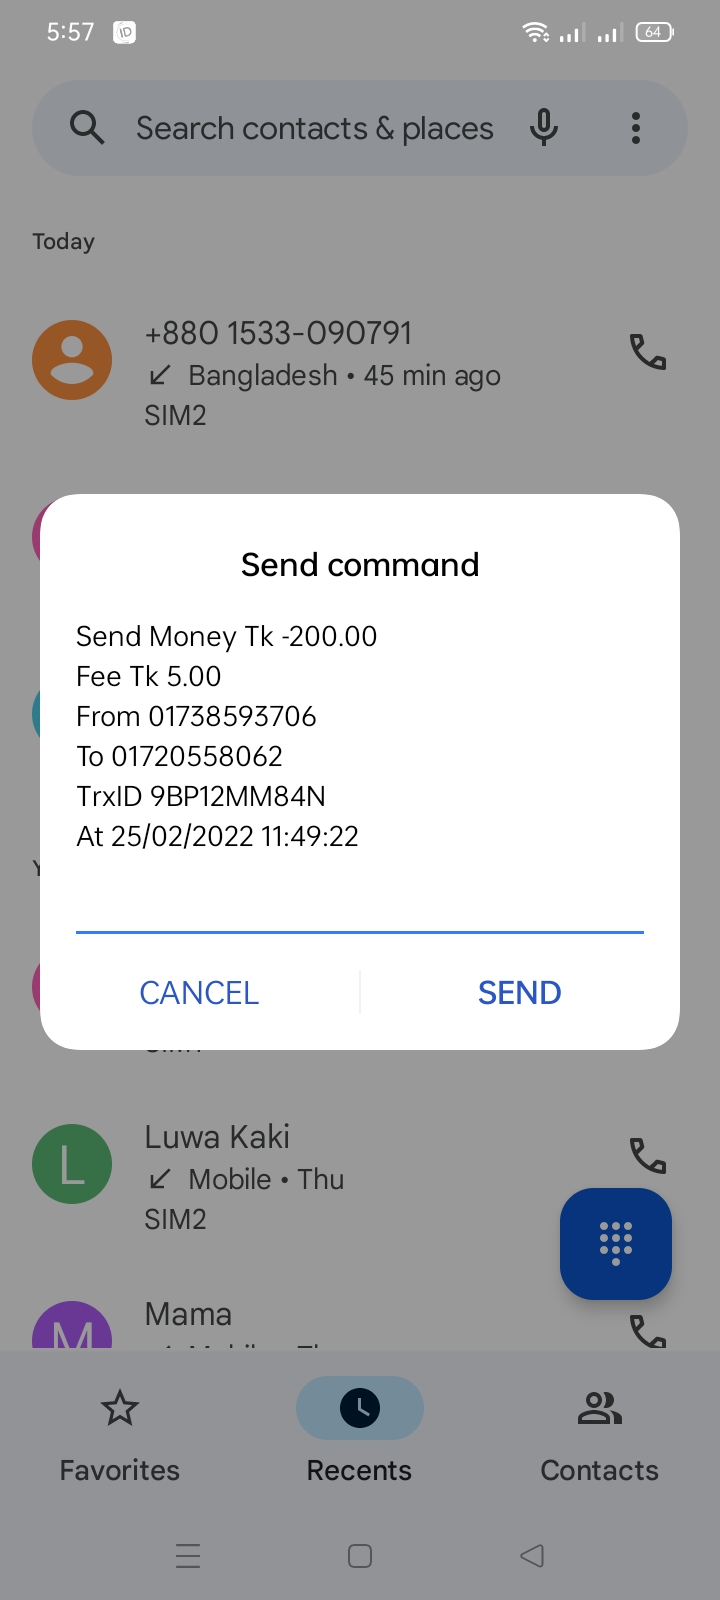 5:57
ID
64
Search contacts & places
Today
+880 1533-090791
Bangladesh • 45 min ago
SIM2
Send command
Send Money Tk -200.00
Fee Tk 5.00
From 01738593706
To 01720558062
TrxID 9BP12MM84N
At 25/02/2022 11:49:22
CANCEL
SEND
L
Luwa Kaki
Mobile • Thu
SIM2
M
Mama
Favorites
Recents
Contacts